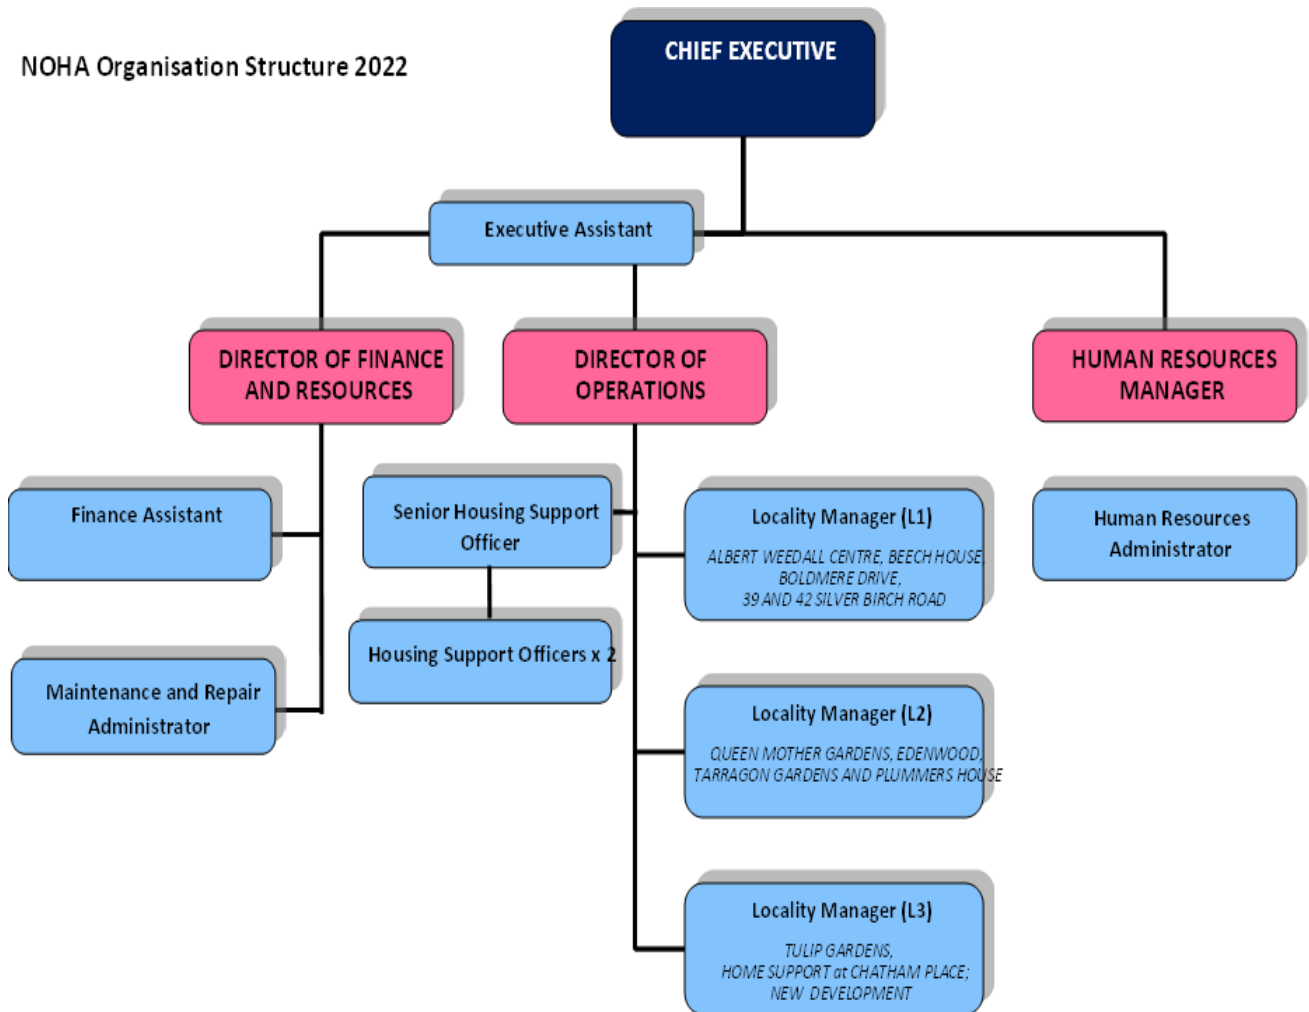 NOHA Organisation Structure 2022
CHIEF EXECUTIVE
Executive Assistant
DIRECTOR OF FINANCE
AND RESOURCES
DIRECTOR OF
OPERATIONS
HUMAN RESOURCES
MANAGER
Finance Assistant
Maintenance and Repair
Administrator
Senior Housing Support
Officer
Housing Support Officers x 2
Locality Manager (L1)
ALBERT WEEDALL CENTRE, BEECH HOUSE,
BOLDMERE DRIVE,
39 AND 42 SILVER BIRCH ROAD
Locality Manager (L2)
QUEEN MOTHER GARDENS, EDENWOOD,
TARRAGON GARDENS AND PLUMMERS HOUSE
Locality Manager (L3)
TULIP GARDENS,
HOME SUPPORT at CHATHAM PLACE;
NEW DEVELOPMENT
Human Resources
Administrator